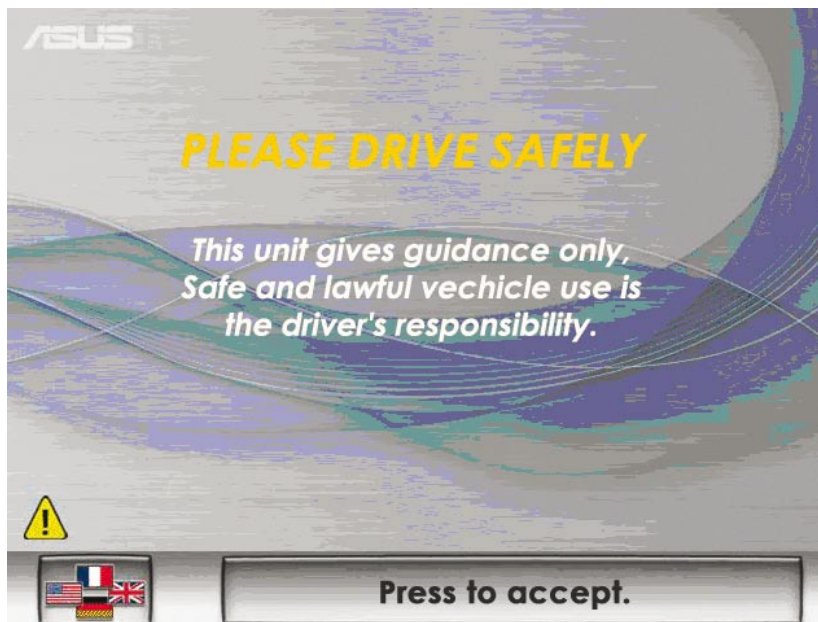 ASUS
PLEASE DRIVE SAFELY
This unit gives guidance only,
Safe and lawful vechicle use is
the driver's responsibility.
Press to accept.